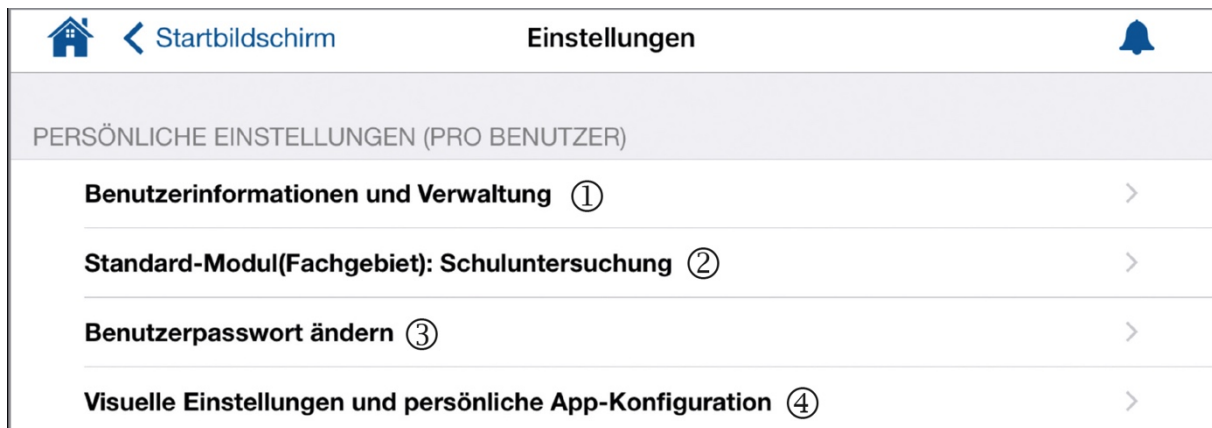 Startbildschirm Einstellungen
PERSÖNLICHE EINSTELLUNGEN (PRO BENUTZER)
Benutzerinformationen und Verwaltung ①
Standard-Modul(Fachgebiet): Schuluntersuchung ②
Benutzerpasswort ändern ③
Visuelle Einstellungen und persönliche App-Konfiguration ④